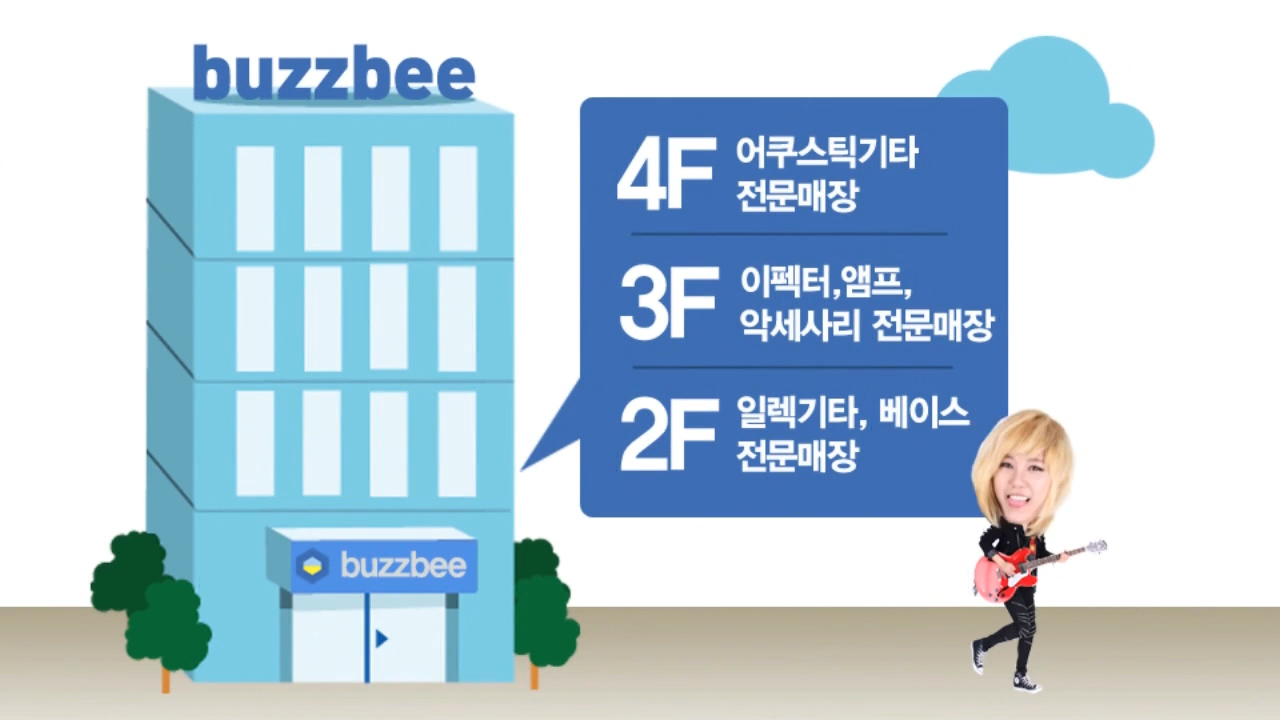 buzzbee
4F 어쿠스틱기타
전문매장
3F 이펙터,앰프,
악세사리 전문매장
2F 일렉기타, 베이스
전문매장
buzzbee